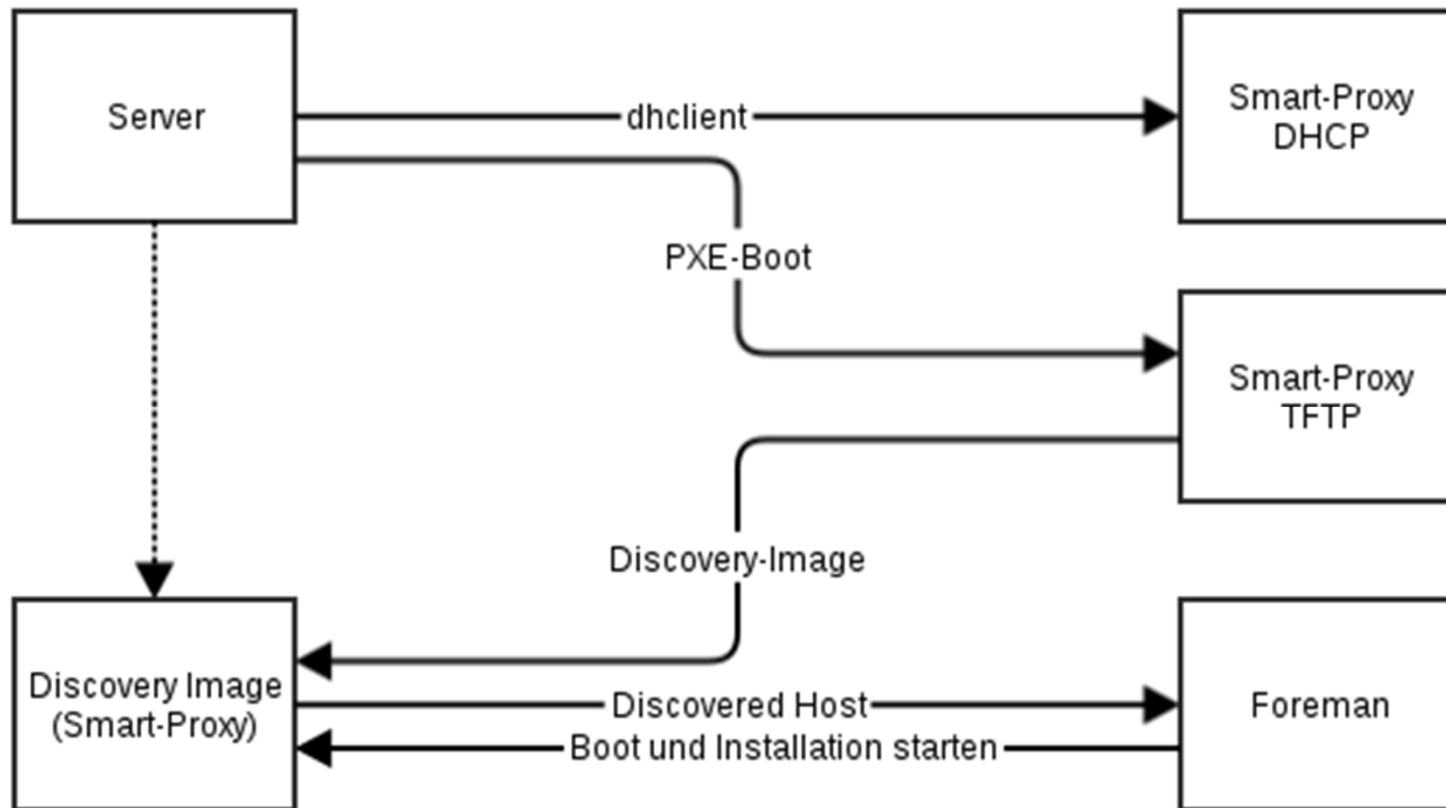 Server
dhclient
Smart-Proxy
DHCP
PXE-Boot
Smart-Proxy
TFTP
Discovery-Image
Discovery Image
(Smart-Proxy)
Discovered Host
Boot und Installation starten
Foreman